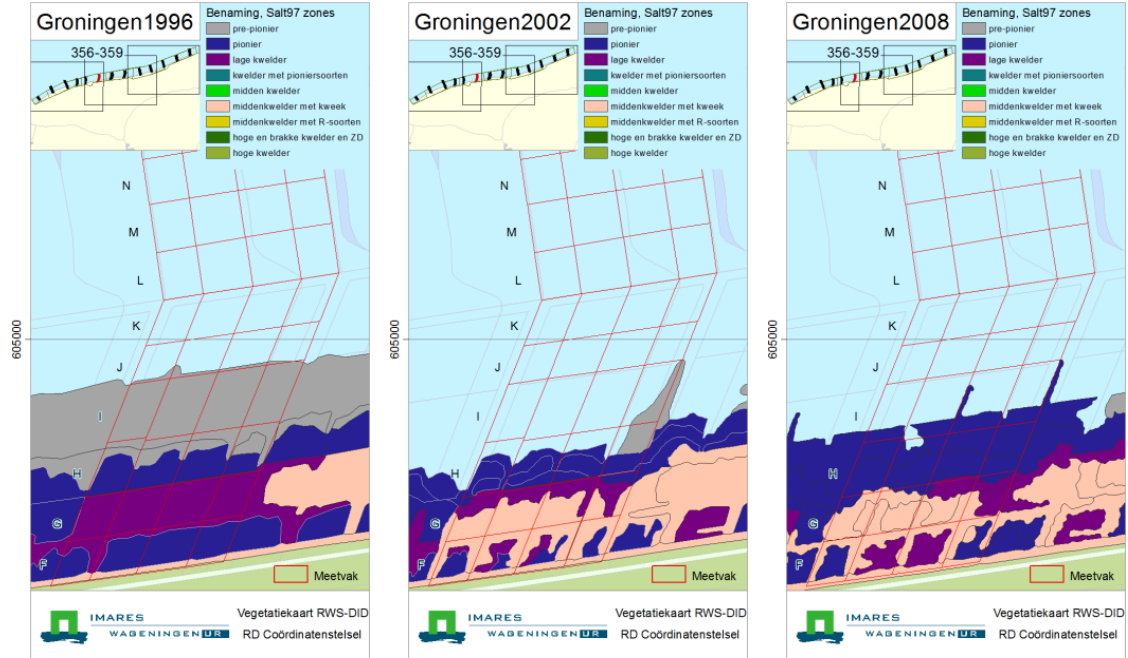 Groningen1996
Benaming, Salt97 zones
356-359
pre-pionier
pionier
lage kwelder
kwelder met pioniersoorten
midden kwelder
middenkwelder met kweek
middenkwelder met R-soorten
hoge en brakke kwelder en ZD
hoge kwelder
N
M
L
K
605000
J
I
H
G
F
Meetvak
IMARES
WAGENINGEN UR
Vegetatiekaart RWS-DID
RD Coördinatenstelsel
Groningen2002
Benaming, Salt97 zones
356-359
pre-pionier
pionier
lage kwelder
kwelder met pioniersoorten
midden kwelder
middenkwelder met kweek
middenkwelder met R-soorten
hoge en brakke kwelder en ZD
hoge kwelder
N
M
L
K
605000
J
I
H
G
F
Meetvak
IMARES
WAGENINGEN UR
Vegetatiekaart RWS-DID
RD Coördinatenstelsel
Groningen2008
Benaming, Salt97 zones
356-359
pre-pionier
pionier
lage kwelder
kwelder met pioniersoorten
midden kwelder
middenkwelder met kweek
middenkwelder met R-soorten
hoge en brakke kwelder en ZD
hoge kwelder
N
M
L
K
605000
J
I
H
G
F
Meetvak
IMARES
WAGENINGEN UR
Vegetatiekaart RWS-DID
RD Coördinatenstelsel